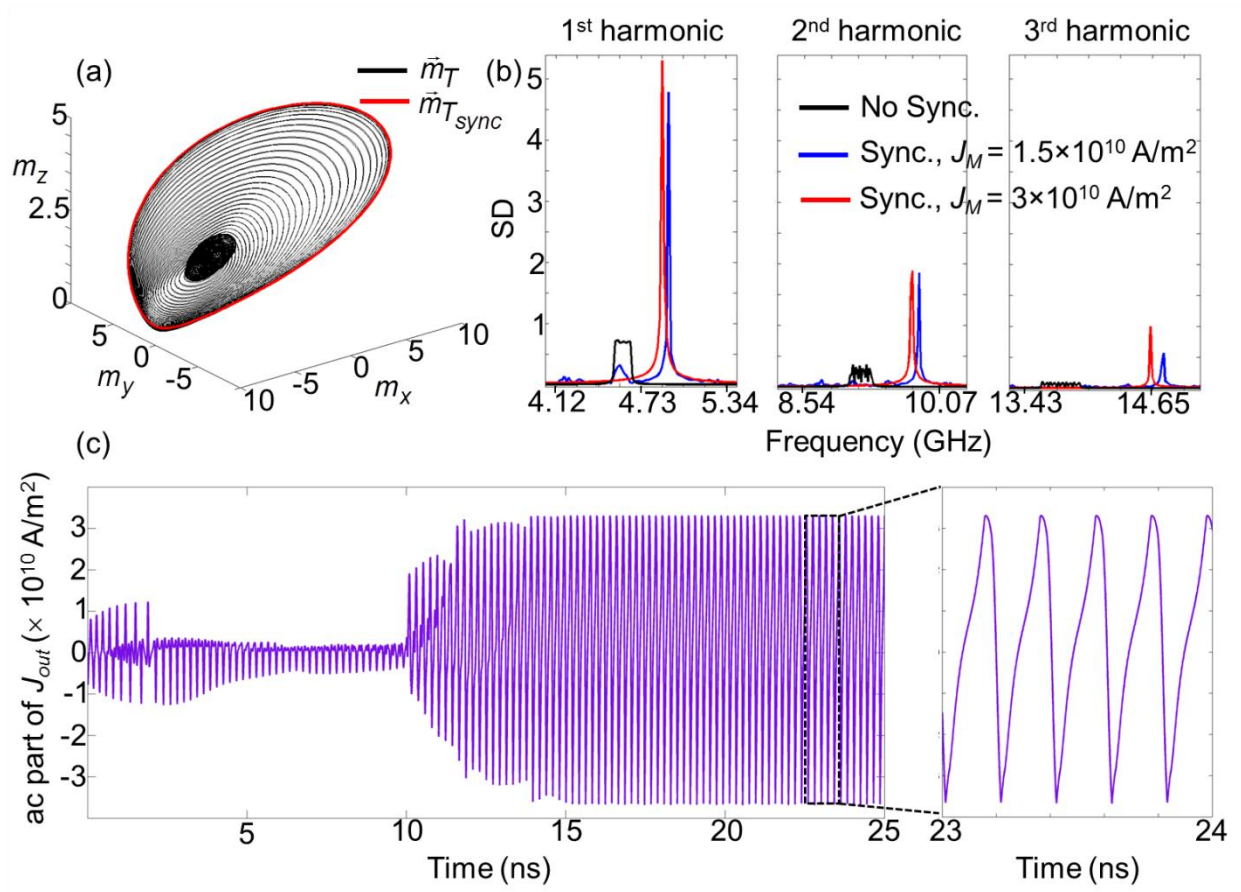 1st harmonic 2nd harmonic 3rd harmonic
(a) (b)
m⃗T
m⃗Tsync
No Sync.
Sync., JM = 1.5×10^10 A/m²
Sync., JM = 3×10^10 A/m²
mz
5
2.5
0
my
5
0
-5
10
mx
-5
0
5
10
SD
5
4
3
2
1
4.12 4.73 5.34 8.54 10.07 13.43 14.65
Frequency (GHz)
(c)
ac part of Jout (× 10^10 A/m²)
3
2
1
0
-1
-2
-3
5 10 15 20 25 23 24
Time (ns) Time (ns)